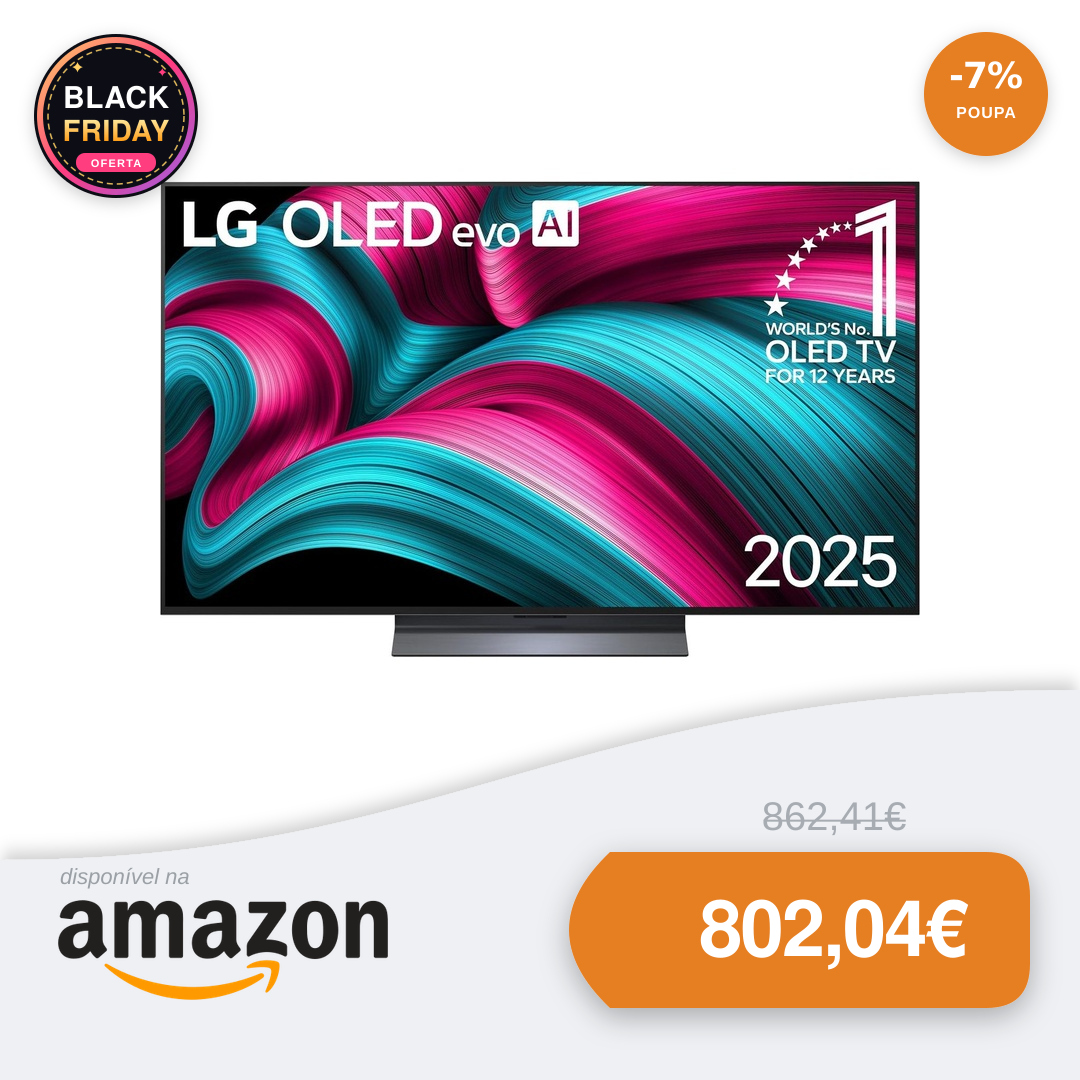 BLACK
FRIDAY
OFERTA
-7%
POUPA
LG OLED evo AI
1
WORLD'S No.
OLED TV
FOR 12 YEARS
2025
862,41€
disponível na
amazon
802,04€